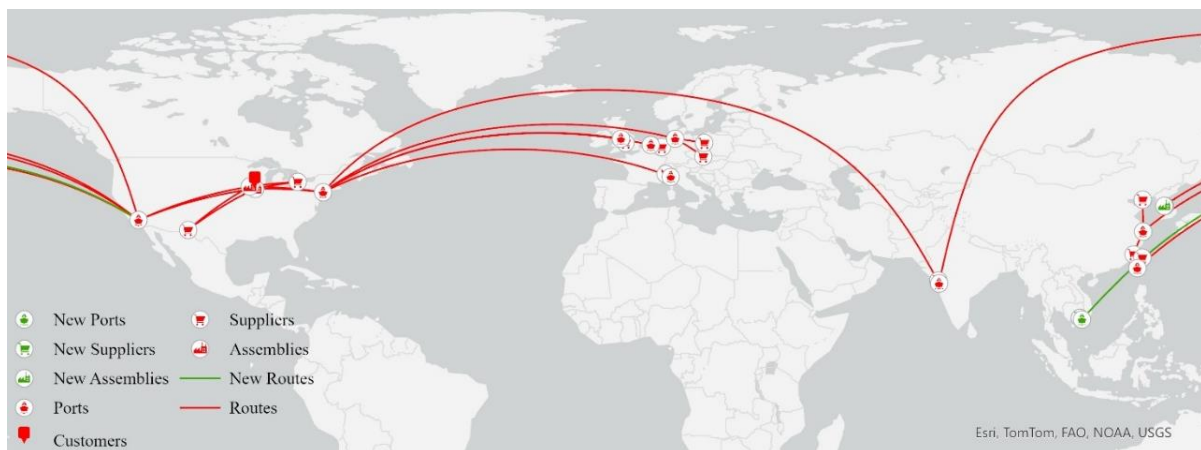 New Ports
Suppliers
New Suppliers
Assemblies
New Assemblies
New Routes
Ports
Routes
Customers
Esri, TomTom, FAO, NOAA, USGS